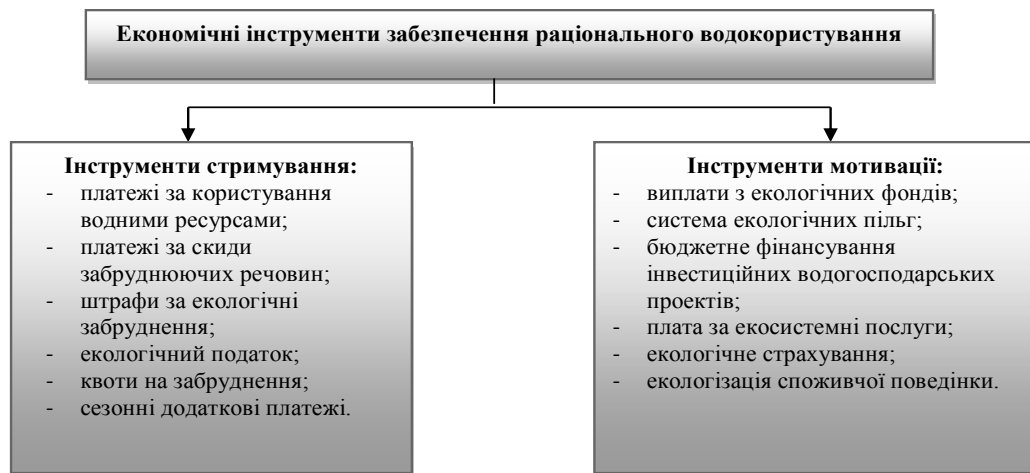 Економічні інструменти забезпечення раціонального водокористування
Інструменти стримування:
- платежі за користування
водними ресурсами;
- платежі за скиди
забруднюючих речовин;
- штрафи за екологічні
забруднення;
- екологічний податок;
- квоти на забруднення;
- сезонні додаткові платежі.
Інструменти мотивації:
- виплати з екологічних фондів;
- система екологічних пільг;
- бюджетне фінансування
інвестиційних водогосподарських
проектів;
- плата за екосистемні послуги;
- екологічне страхування;
- екологізація споживчої поведінки.